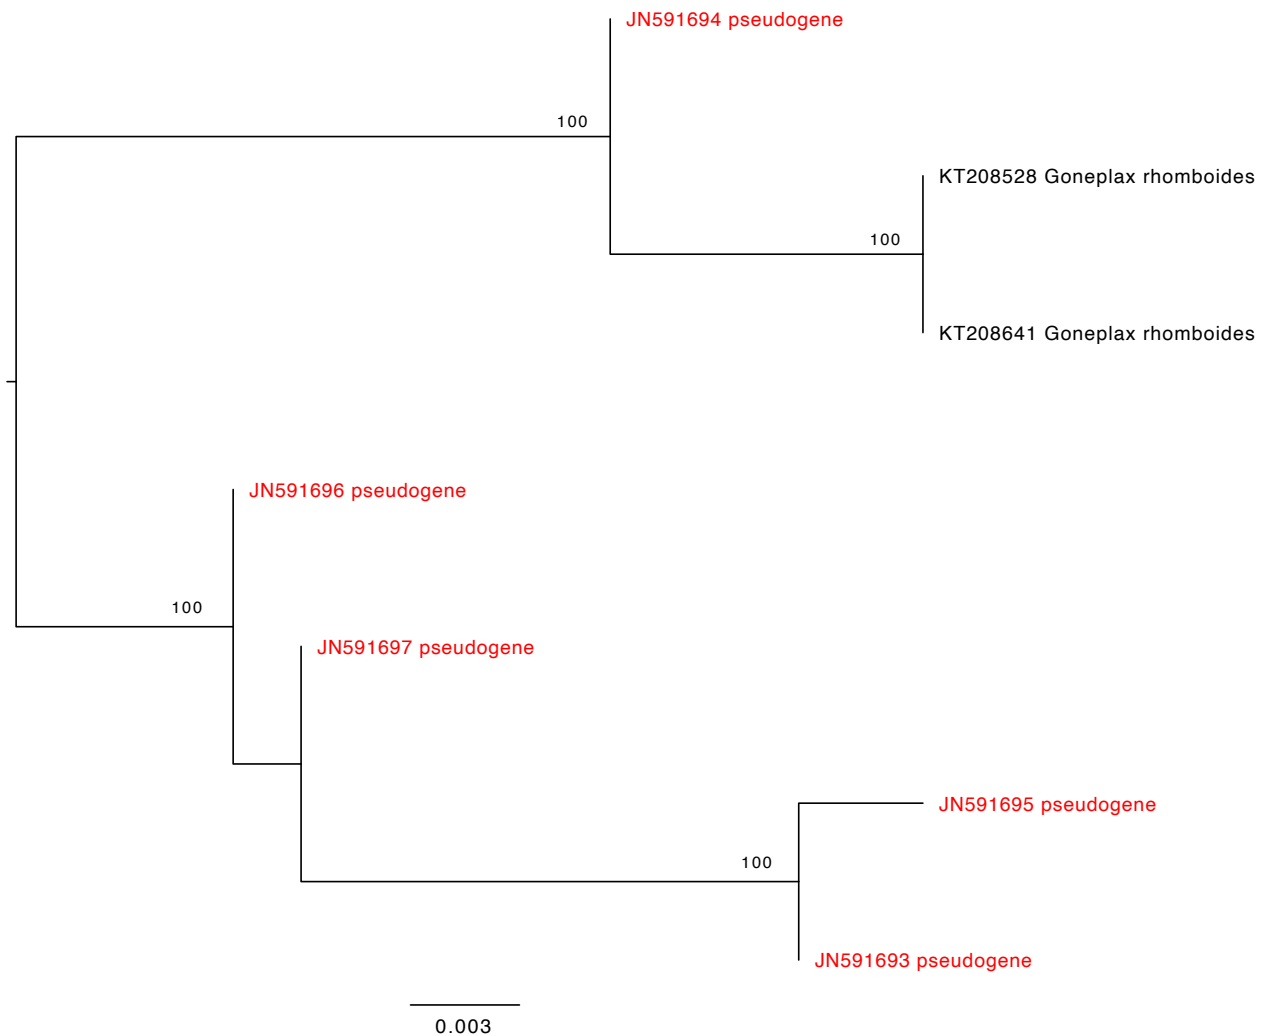 JN591694 pseudogene
100
KT208528 Goneplax rhomboides
100
KT208641 Goneplax rhomboides
JN591696 pseudogene
100
JN591697 pseudogene
JN591695 pseudogene
100
JN591693 pseudogene
0.003